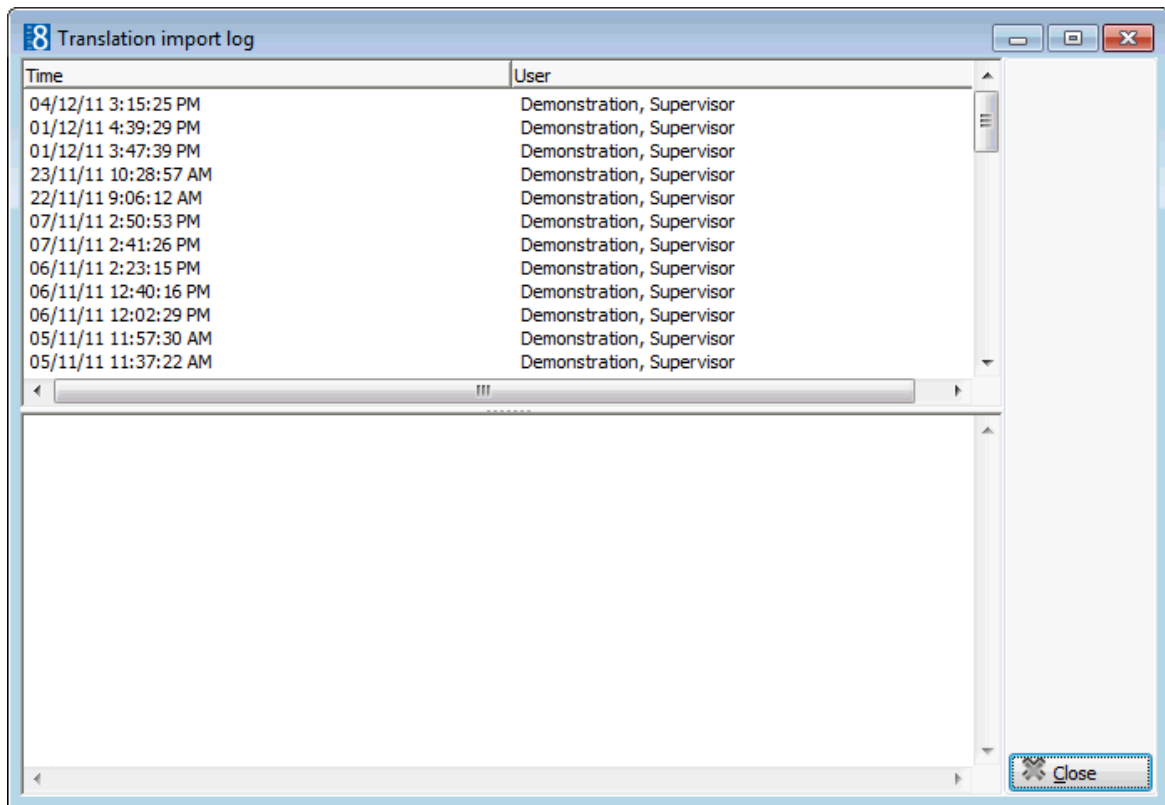 8 Translation import log
Time User
04/12/11 3:15:25 PM Demonstration, Supervisor
01/12/11 4:39:29 PM Demonstration, Supervisor
01/12/11 3:47:39 PM Demonstration, Supervisor
23/11/11 10:28:57 AM Demonstration, Supervisor
22/11/11 9:06:12 AM Demonstration, Supervisor
07/11/11 2:50:53 PM Demonstration, Supervisor
07/11/11 2:41:26 PM Demonstration, Supervisor
06/11/11 2:23:15 PM Demonstration, Supervisor
06/11/11 12:40:16 PM Demonstration, Supervisor
06/11/11 12:02:29 PM Demonstration, Supervisor
05/11/11 11:57:30 AM Demonstration, Supervisor
05/11/11 11:37:22 AM Demonstration, Supervisor
Close